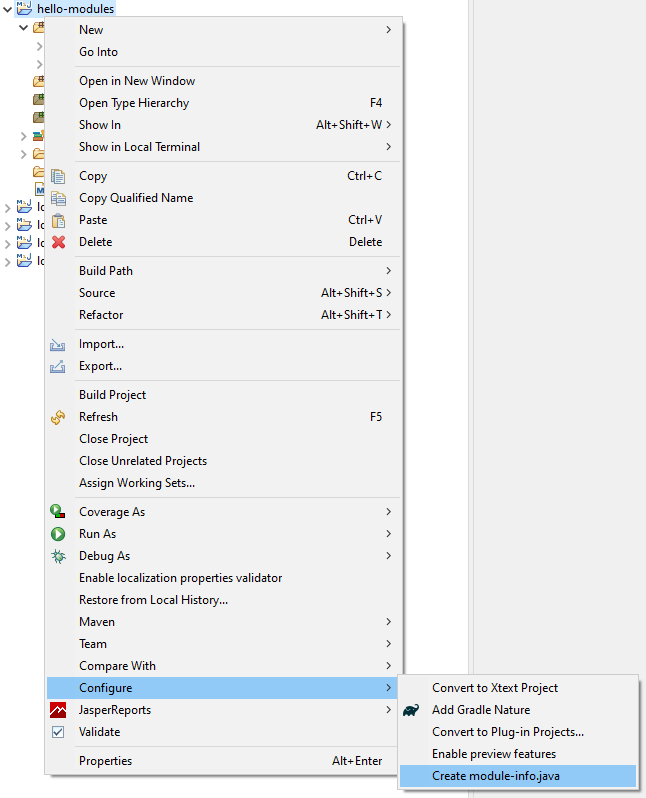 hello-modules
New
Go Into
Open in New Window
Open Type Hierarchy F4
Show In Alt+Shift+W
Show in Local Terminal
Copy Ctrl+C
Copy Qualified Name
Paste Ctrl+V
Delete Delete
Build Path
Source Alt+Shift+S
Refactor Alt+Shift+T
Import...
Export...
Build Project
Refresh F5
Close Project
Close Unrelated Projects
Assign Working Sets...
Coverage As
Run As
Debug As
Enable localization properties validator
Restore from Local History...
Maven
Team
Compare With
Configure
JasperReports
Validate
Properties Alt+Enter
Convert to Xtext Project
Add Gradle Nature
Convert to Plug-in Projects...
Enable preview features
Create module-info.java